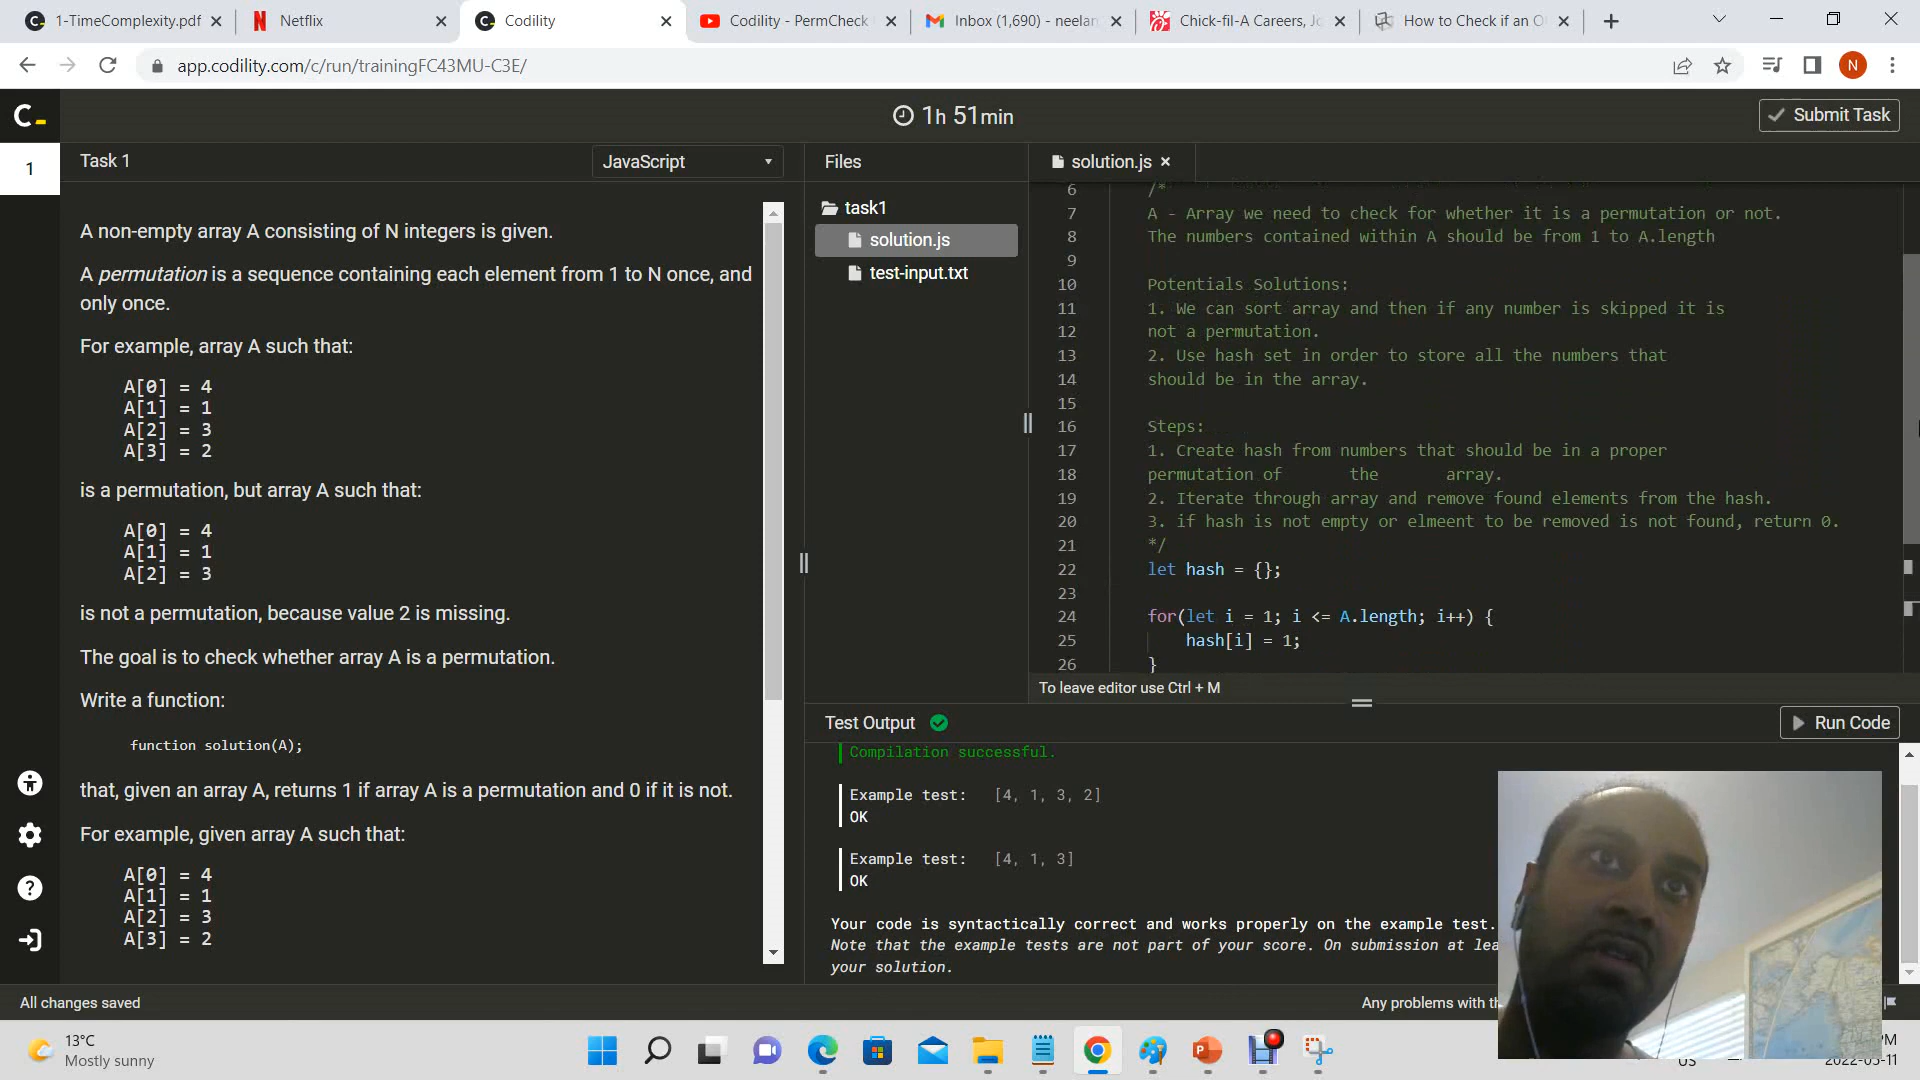 1-TimeComplexity.pdf
Netflix
Codility
Codility - PermCheck
Inbox (1,690) - neelan
Chick-fil-A Careers, Jo
How to Check if an O
app.codility.com/c/run/trainingFC43MU-C3E/
N
C_
1h 51min
Submit Task
1
Task 1
JavaScript
A non-empty array A consisting of N integers is given.
A permutation is a sequence containing each element from 1 to N once, and
only once.
For example, array A such that:
A[0] = 4
A[1] = 1
A[2] = 3
A[3] = 2
is a permutation, but array A such that:
A[0] = 4
A[1] = 1
A[2] = 3
is not a permutation, because value 2 is missing.
The goal is to check whether array A is a permutation.
Write a function:
function solution(A);
that, given an array A, returns 1 if array A is a permutation and 0 if it is not.
For example, given array A such that:
A[0] = 4
A[1] = 1
A[2] = 3
A[3] = 2
Files
task1
solution.js
test-input.txt
solution.js
6 /*
7 A - Array we need to check for whether it is a permutation or not.
8 The numbers contained within A should be from 1 to A.length
9
10 Potentials Solutions:
11 1. We can sort array and then if any number is skipped it is
12 not a permutation.
13 2. Use hash set in order to store all the numbers that
14 should be in the array.
15
16 Steps:
17 1. Create hash from numbers that should be in a proper
18 permutation of the array.
19 2. Iterate through array and remove found elements from the hash.
20 3. if hash is not empty or elmeent to be removed is not found, return 0.
21 */
22 let hash = {};
23
24 for(let i = 1; i <= A.length; i++) {
25 hash[i] = 1;
26 }
To leave editor use Ctrl + M
Test Output
Run Code
Compilation successful.
Example test: [4, 1, 3, 2]
OK
Example test: [4, 1, 3]
OK
Your code is syntactically correct and works properly on the example test.
Note that the example tests are not part of your score. On submission at lea
your solution.
All changes saved
Any problems with th
13°C
Mostly sunny
PM
US
2022-05-11